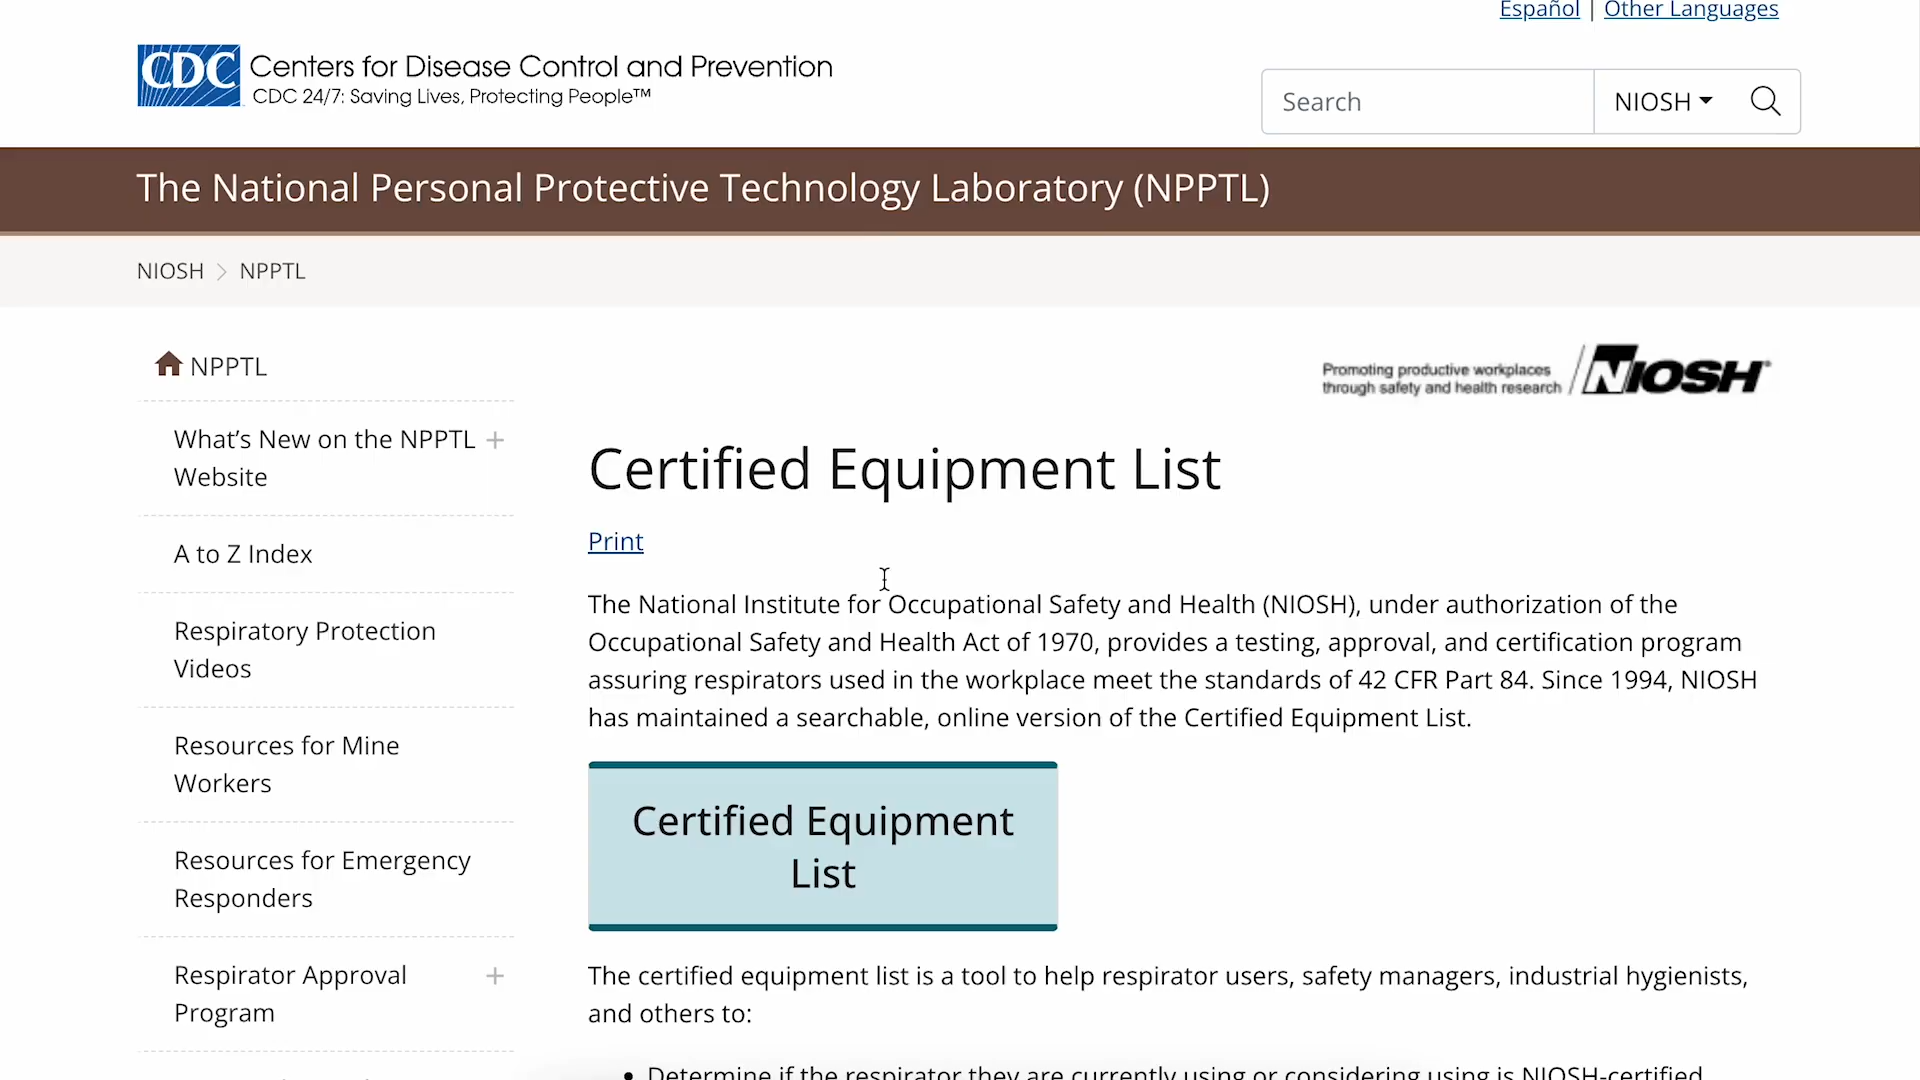 Español | Other Languages
CDC Centers for Disease Control and Prevention
CDC 24/7: Saving Lives, Protecting People™
Search
NIOSH
The National Personal Protective Technology Laboratory (NPPTL)
NIOSH > NPPTL
NPPTL
What's New on the NPPTL
Website
A to Z Index
Respiratory Protection
Videos
Resources for Mine
Workers
Resources for Emergency
Responders
Respirator Approval
Program
Promoting productive workplaces
through safety and health research
NIOSH®
Certified Equipment List
Print
The National Institute for Occupational Safety and Health (NIOSH), under authorization of the
Occupational Safety and Health Act of 1970, provides a testing, approval, and certification program
assuring respirators used in the workplace meet the standards of 42 CFR Part 84. Since 1994, NIOSH
has maintained a searchable, online version of the Certified Equipment List.
Certified Equipment
List
The certified equipment list is a tool to help respirator users, safety managers, industrial hygienists,
and others to:
• Determine if the respirator they are currently using or considering using is NIOSH-certified